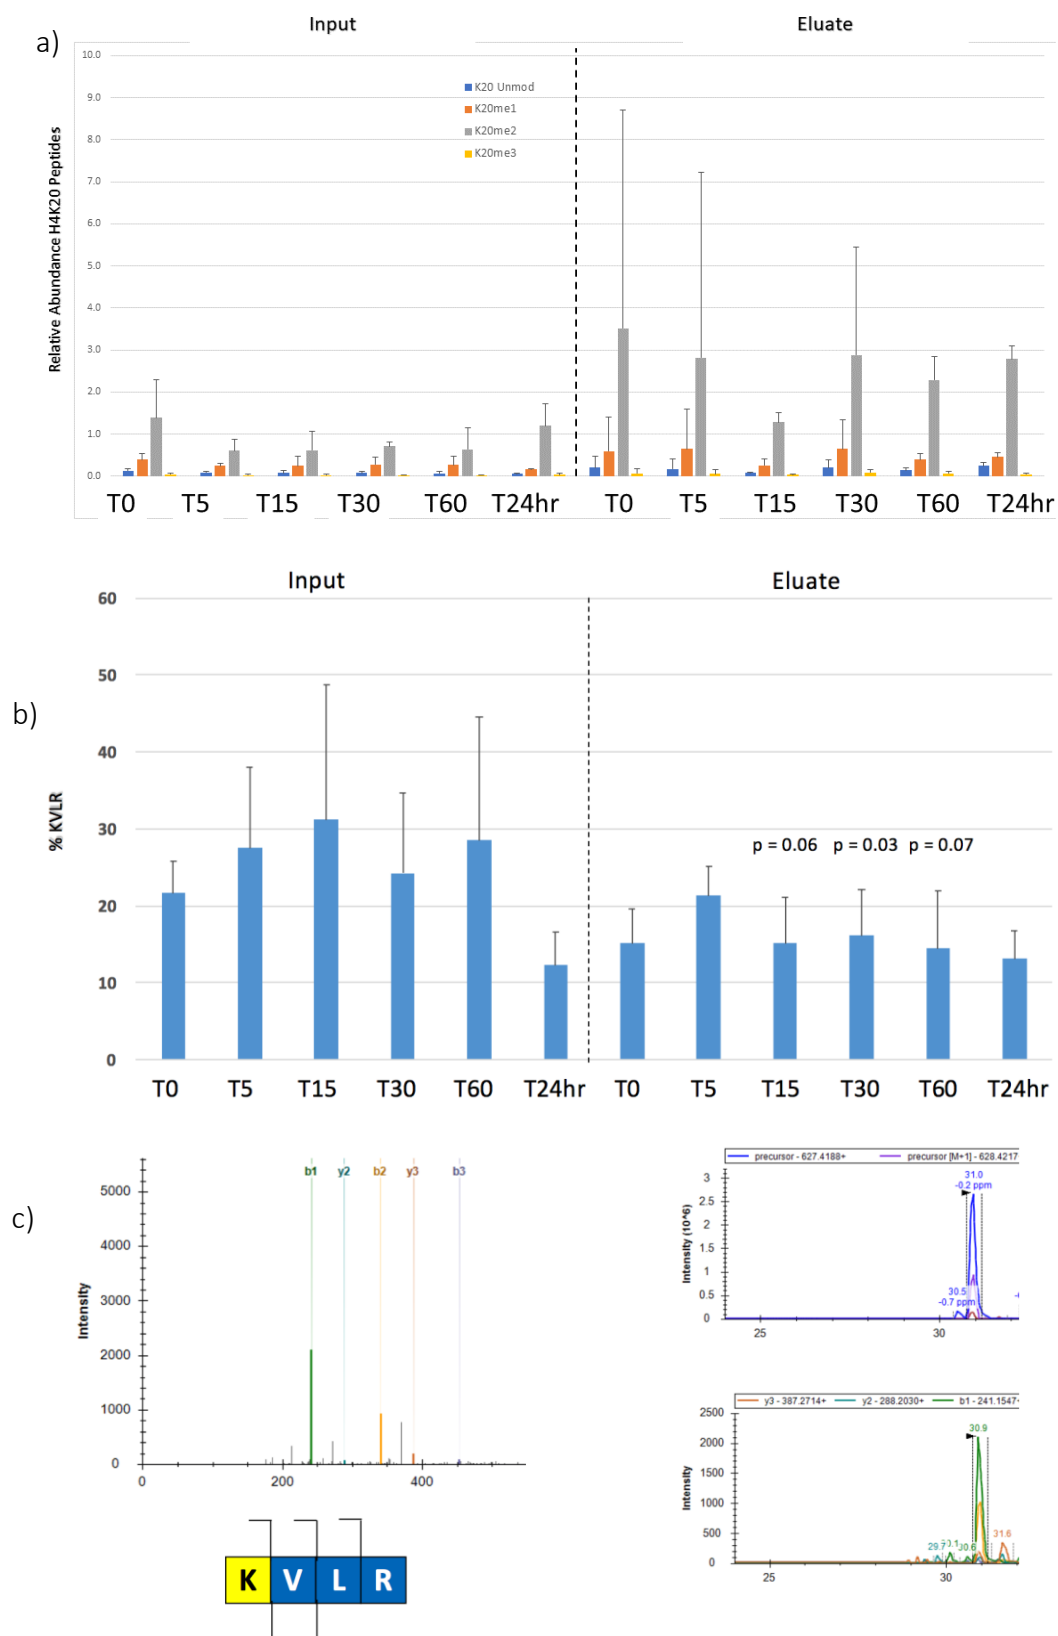 Input Eluate
a)
10.0
9.0
8.0
7.0
6.0
5.0
4.0
3.0
2.0
1.0
0.0
Relative Abundance H4K20 Peptides
K20 Unmod
K20me1
K20me2
K20me3
T0 T5 T15 T30 T60 T24hr T0 T5 T15 T30 T60 T24hr
Input Eluate
b)
60
50
40
30
20
10
0
% KVLR
p = 0.06 p = 0.03 p = 0.07
T0 T5 T15 T30 T60 T24hr T0 T5 T15 T30 T60 T24hr
c)
b1 y2 b2 y3 b3
5000
4000
3000
2000
1000
0
Intensity
0 200 400
K V L R
precursor - 627.4188+ precursor [M+1] - 628.4217
3
2.5
2
1.5
1
0.5
0
Intensity (10^6)
31.0
-0.2 ppm
30.5
-0.7 ppm
25 30
y3 - 387.2714+ y2 - 288.2030+ b1 - 241.1547
2500
2000
1500
1000
500
0
Intensity
30.9
31.6
29.7
30.6
25 30